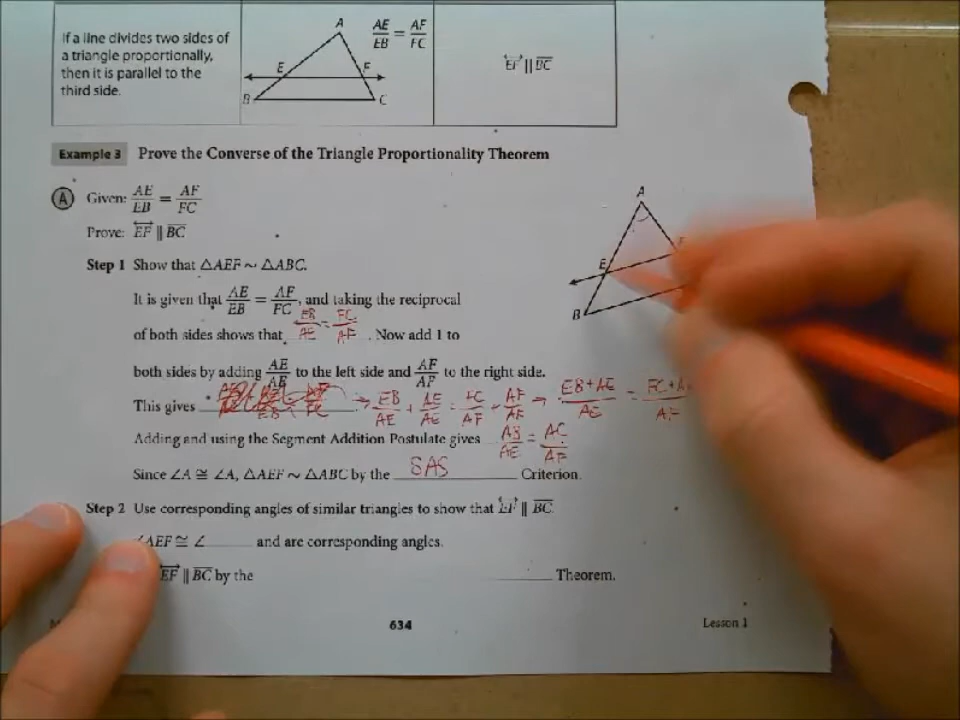 If a line divides two sides of
a triangle proportionally,
then it is parallel to the
third side.
A
E F
B C
AE/EB = AF/FC
EF ∥ BC
Example 3 Prove the Converse of the Triangle Proportionality Theorem
A Given: AE/EB = AF/FC
Prove: EF ∥ BC
A
E
B
Step 1 Show that △AEF ~ △ABC.
It is given that AE/EB = AF/FC, and taking the reciprocal
of both sides shows that EB/AE = FC/AF. Now add 1 to
both sides by adding AE/AE to the left side and AF/AF to the right side.
This gives → EB/AE + AE/AE = FC/AF + AF/AF → EB+AE/AE = FC+A/AF
Adding and using the Segment Addition Postulate gives AB/AE = AC/AF
Since ∠A ≅ ∠A, △AEF ~ △ABC by the SAS Criterion.
Step 2 Use corresponding angles of similar triangles to show that EF ∥ BC.
∠AEF ≅ ∠ and are corresponding angles.
EF ∥ BC by the Theorem.
634
Lesson 1